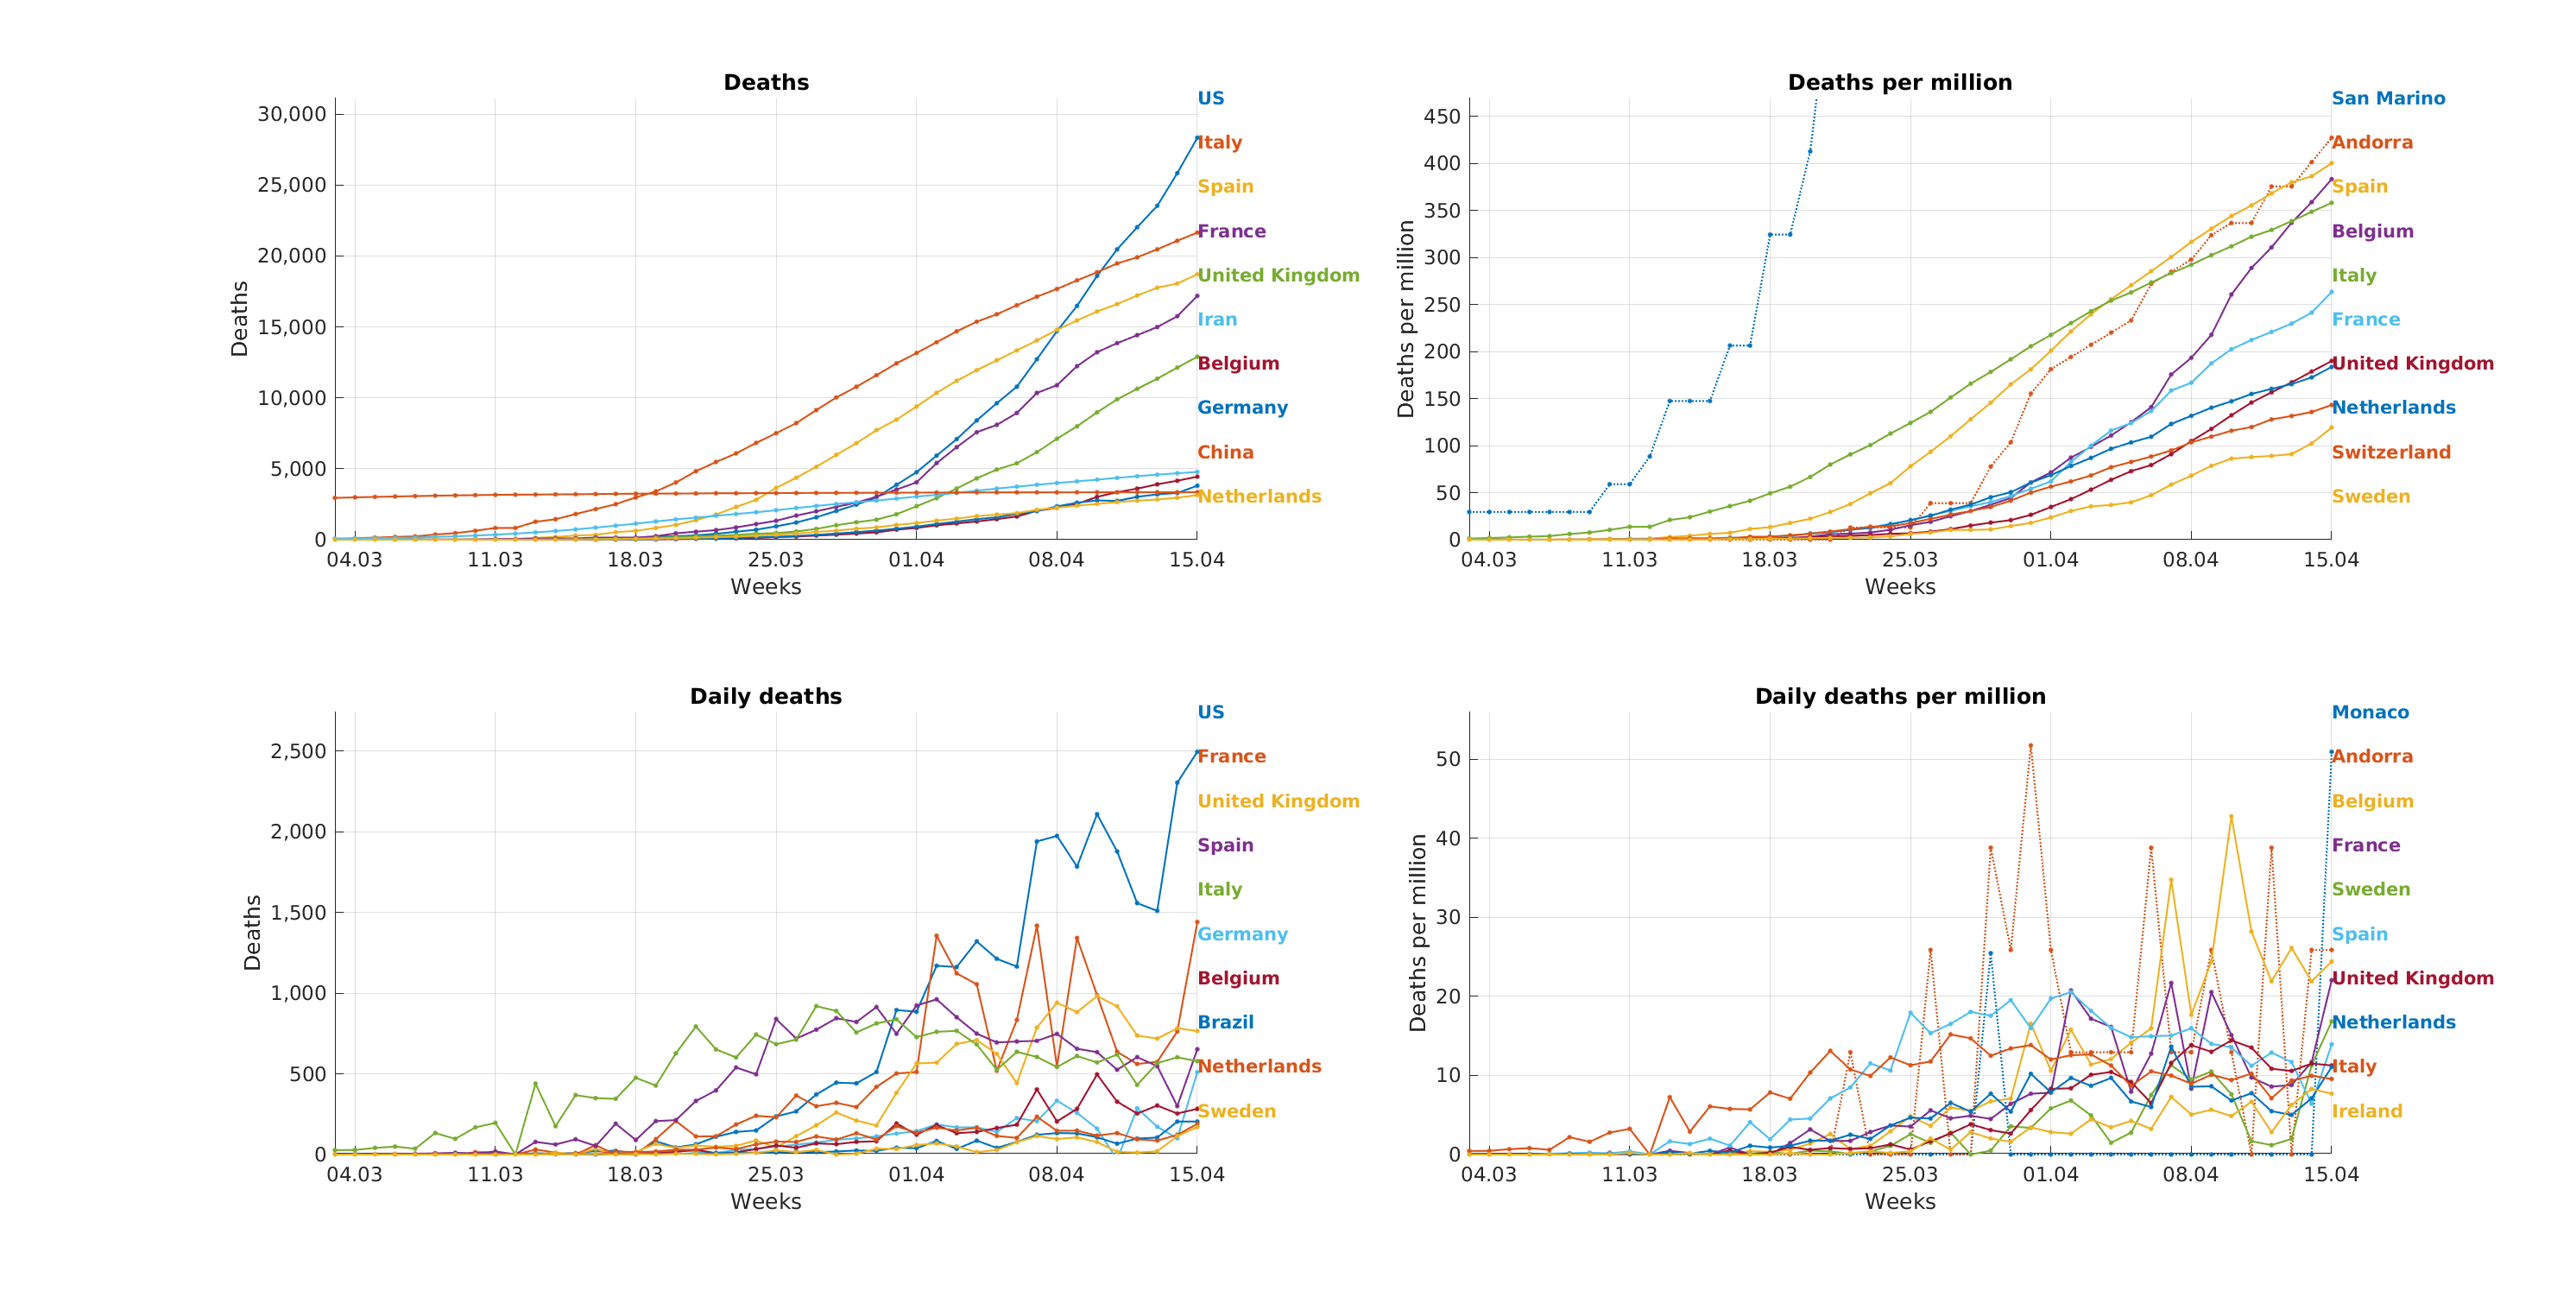 Deaths
Deaths
30,000
25,000
20,000
15,000
10,000
5,000
0
04.03 11.03 18.03 25.03 01.04 08.04 15.04
Weeks
US
Italy
Spain
France
United Kingdom
Iran
Belgium
Germany
China
Netherlands
Deaths per million
Deaths per million
450
400
350
300
250
200
150
100
50
0
04.03 11.03 18.03 25.03 01.04 08.04 15.04
Weeks
San Marino
Andorra
Spain
Belgium
Italy
France
United Kingdom
Netherlands
Switzerland
Sweden
Daily deaths
Deaths
2,500
2,000
1,500
1,000
500
0
04.03 11.03 18.03 25.03 01.04 08.04 15.04
Weeks
US
France
United Kingdom
Spain
Italy
Germany
Belgium
Brazil
Netherlands
Sweden
Daily deaths per million
Deaths per million
50
40
30
20
10
0
04.03 11.03 18.03 25.03 01.04 08.04 15.04
Weeks
Monaco
Andorra
Belgium
France
Sweden
Spain
United Kingdom
Netherlands
Italy
Ireland